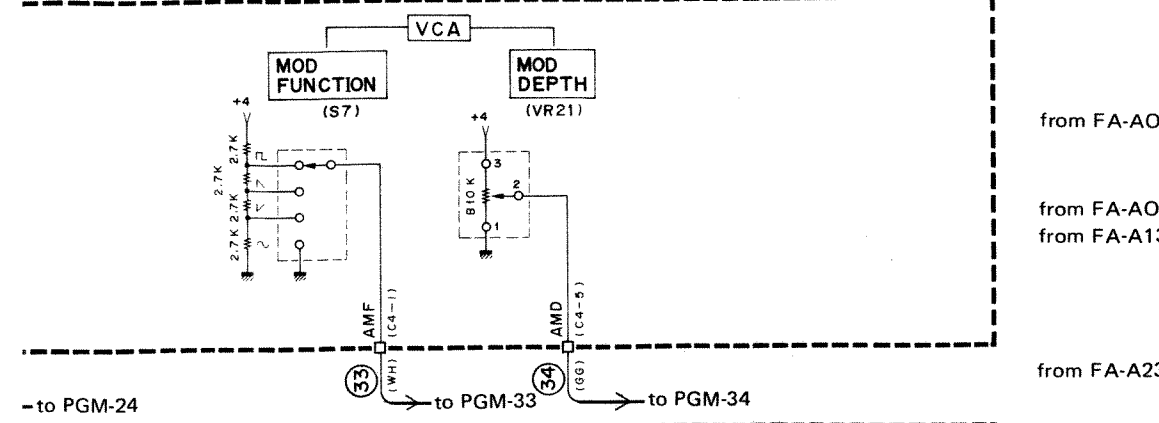 VCA
MOD
FUNCTION
(S7)
MOD
DEPTH
(VR21)
+4
+4
2.7K
2.7K
2.7K
2.7K
B10K
3
2
1
AMF
(C4-1)
AMD
(C4-5)
33
(WH)
34
(GG)
to PGM-24
to PGM-33
to PGM-34
from FA-A0
from FA-A0
from FA-A13
from FA-A23